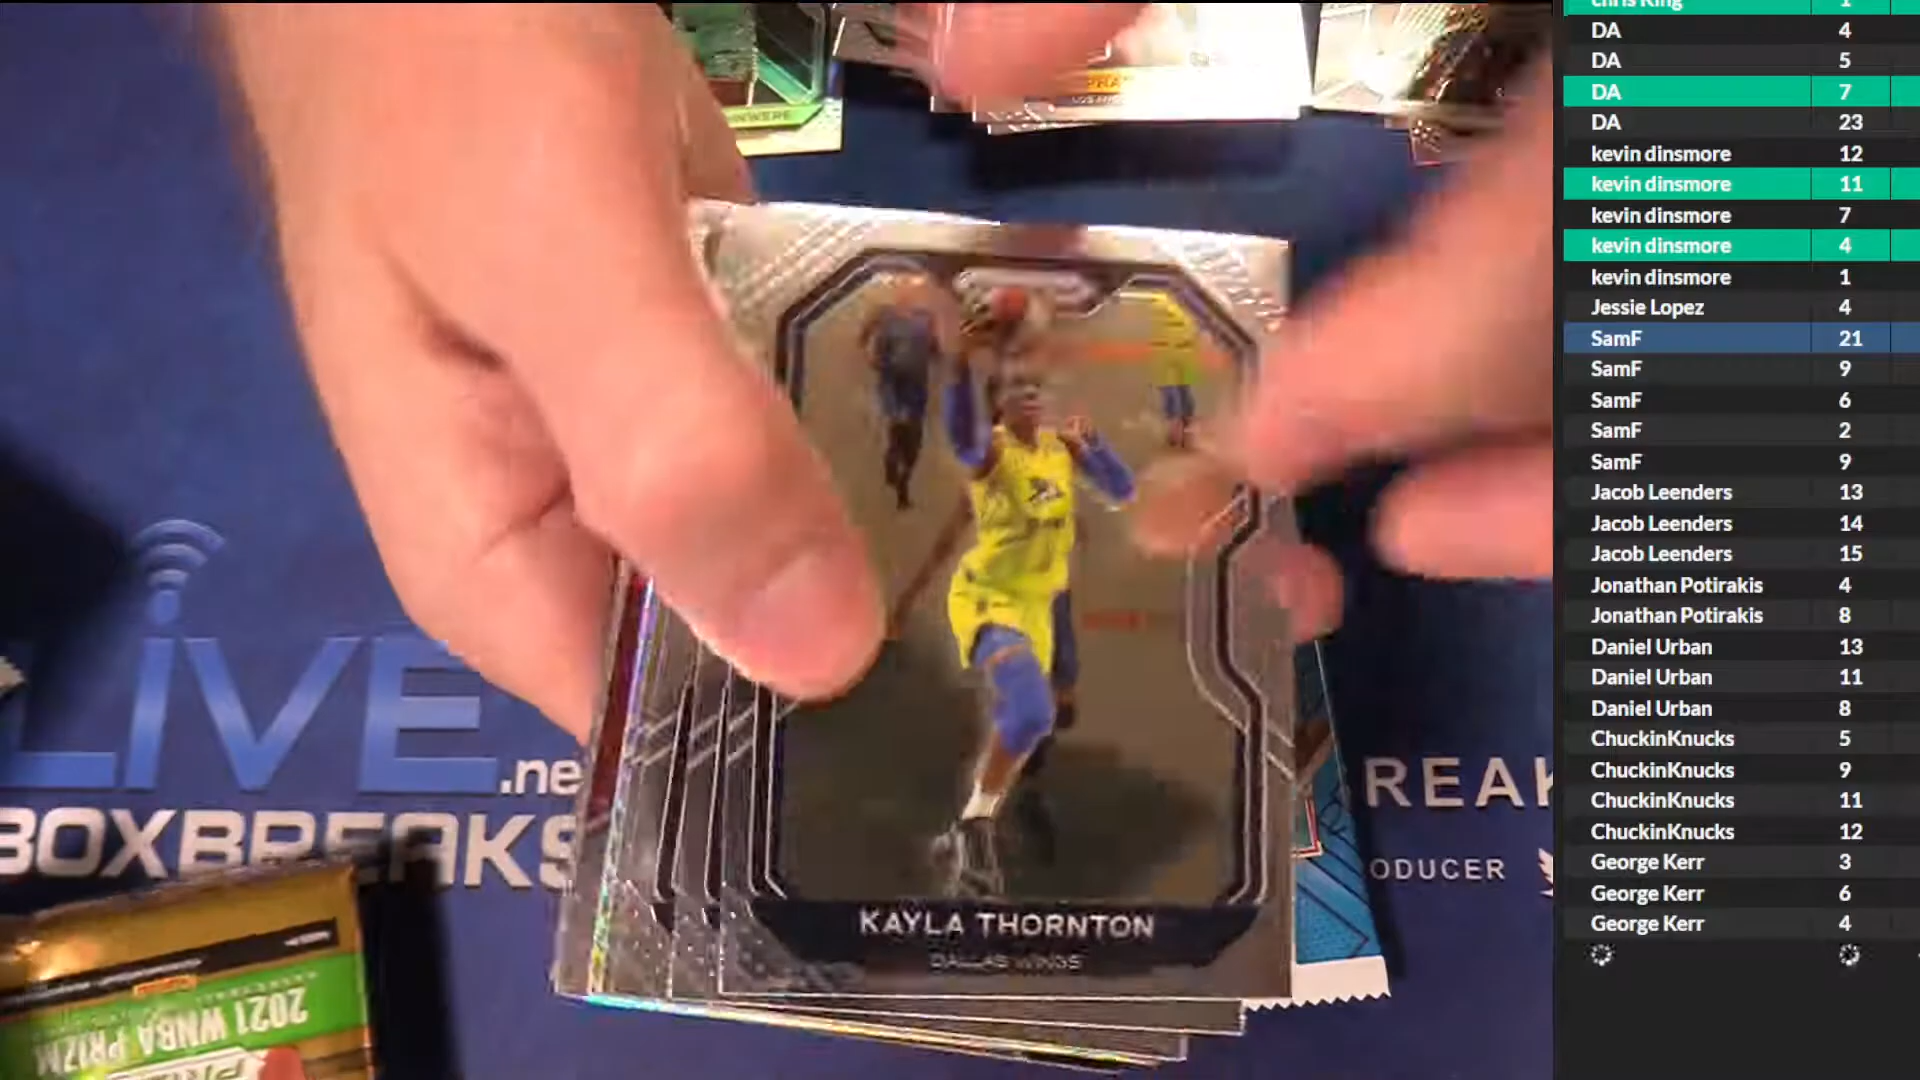 chris King 1
DA 4
DA 5
DA 7
DA 23
kevin dinsmore 12
kevin dinsmore 11
kevin dinsmore 7
kevin dinsmore 4
kevin dinsmore 1
Jessie Lopez 4
SamF 21
SamF 9
SamF 6
SamF 2
SamF 9
Jacob Leenders 13
Jacob Leenders 14
Jacob Leenders 15
Jonathan Potirakis 4
Jonathan Potirakis 8
Daniel Urban 13
Daniel Urban 11
Daniel Urban 8
ChuckinKnucks 5
ChuckinKnucks 9
ChuckinKnucks 11
ChuckinKnucks 12
George Kerr 3
George Kerr 6
George Kerr 4
KAYLA THORNTON
DALLAS WINGS
LiVE.ne
BOXBREAKS
REAK
ODUCER
2021 WNBA PRIZM